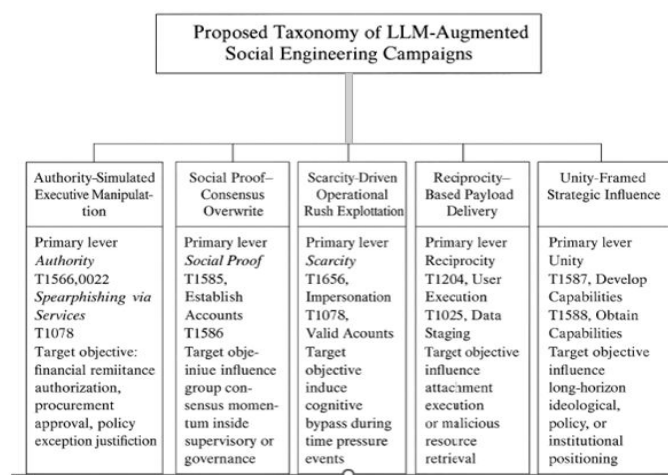 Proposed Taxonomy of LLM-Augmented
Social Engineering Campaigns
Authority-Simulated
Executive Manipulat-
tion
Primary lever
Authority
T1566,0022
Spearphishing via
Services
T1078
Target objective:
financial remiitance
authorization,
procurement
approval, policy
exception justifiction
Social Proof–
Consensus
Overwrite
Primary lever
Social Proof
T1585,
Establish
Accounts
T1586
Target obje-
iniue influence
group con-
sensus momen-
tum inside
supervisory or
governance
Scarcity-Driven
Operational
Rush Explottation
Primary lever
Scarcity
T1656,
Impersonation
T1078,
Valid Acounts
Target
objective
induce
cognitive
bypass during
time pressure
events
Reciprocity–
Based Payload
Delivery
Primary lever
Reciprocity
T1204, User
Execution
T1025, Data
Staging
Target objective
influence
attachment
execution
or malicious
resource
retrieval
Unity-Framed
Strategic Influence
Primary lever
Unity
T1587, Develop
Capabilities
T1588, Obtain
Capabilities
Target objective
influence
long-horizon
ideological,
policy, or
institutional
positioning